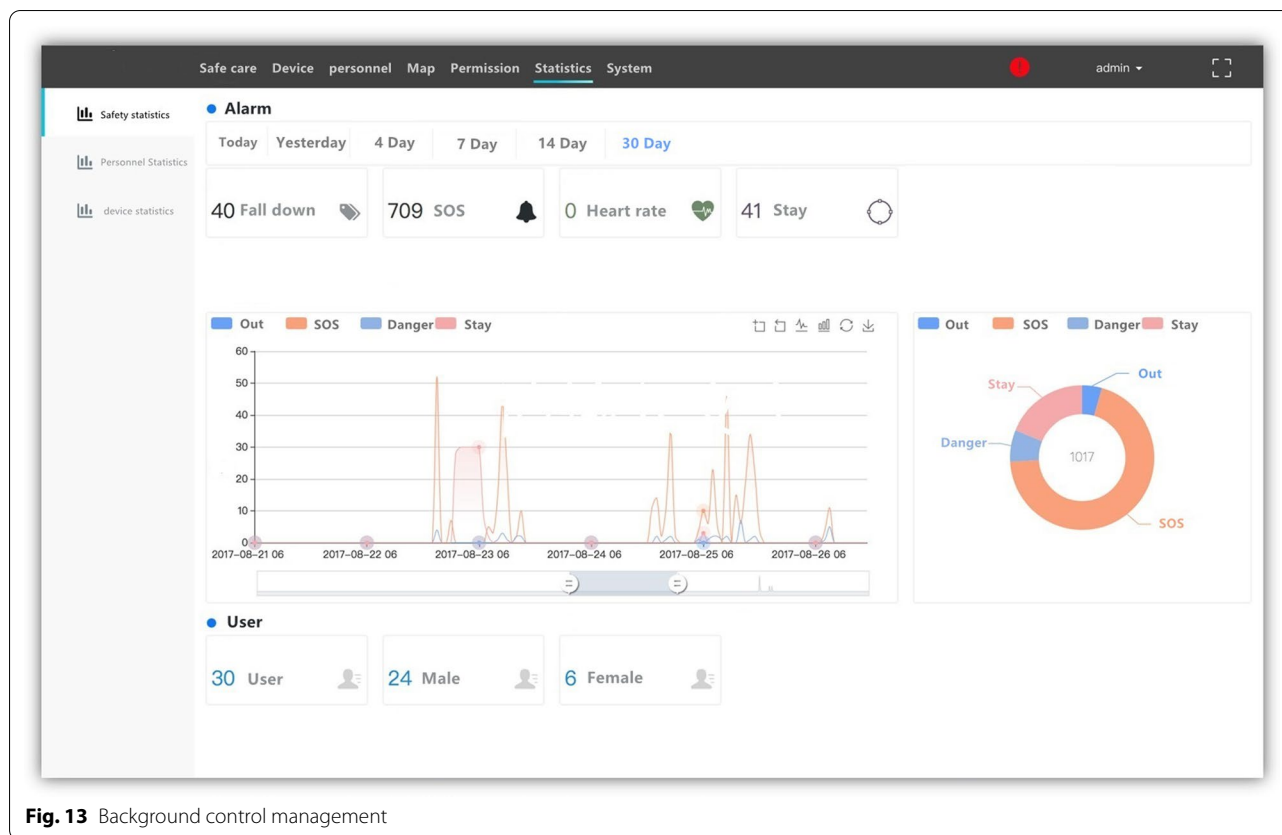 Safe care Device personnel Map Permission Statistics System admin
Safety statistics
Personnel Statistics
device statistics
Alarm
Today Yesterday 4 Day 7 Day 14 Day 30 Day
40 Fall down 709 SOS 0 Heart rate 41 Stay
Out SOS Danger Stay
60
50
40
30
20
10
0
2017-08-21 06 2017-08-22 06 2017-08-23 06 2017-08-24 06 2017-08-25 06 2017-08-26 06
Out SOS Danger Stay
Out
Stay
Danger
1017
SOS
User
30 User 24 Male 6 Female
Fig. 13 Background control management